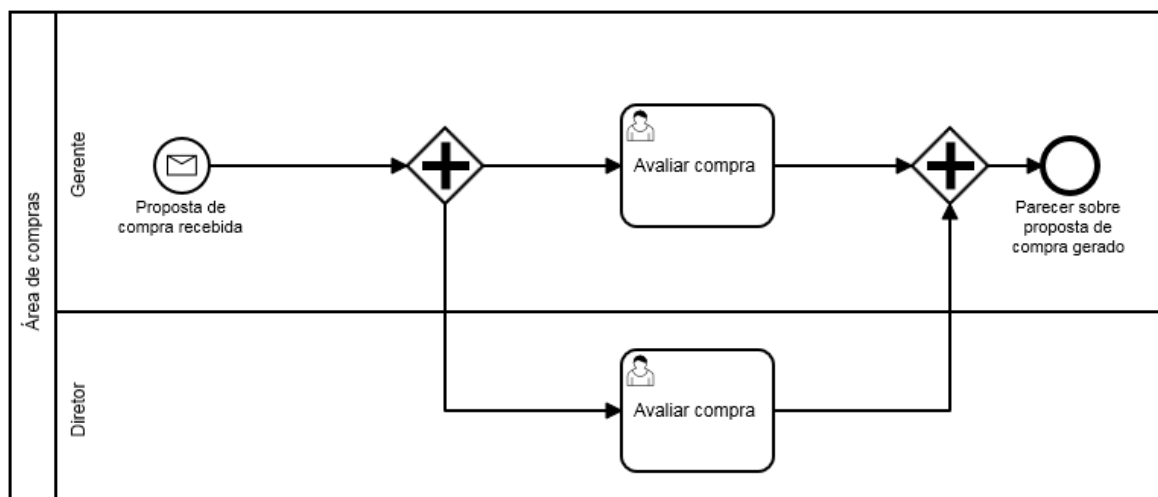 Área de compras
Gerente
Proposta de
compra recebida
Avaliar compra
Parecer sobre
proposta de
compra gerado
Diretor
Avaliar compra